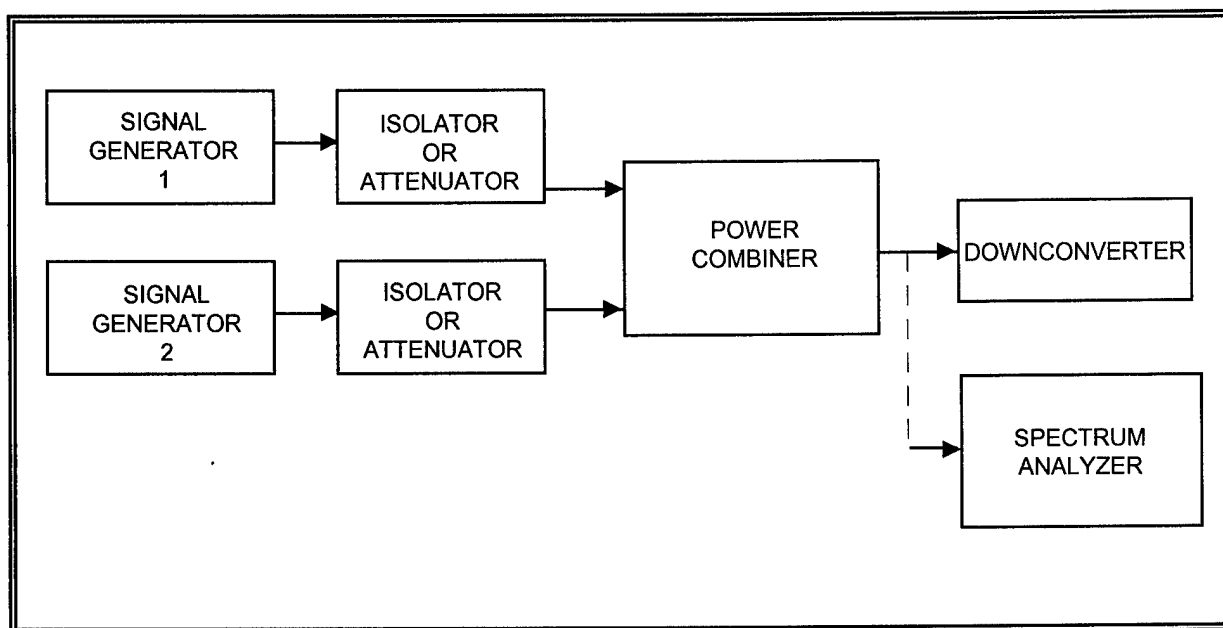 SIGNAL
GENERATOR
1
ISOLATOR
OR
ATTENUATOR
SIGNAL
GENERATOR
2
ISOLATOR
OR
ATTENUATOR
POWER
COMBINER
DOWNCONVERTER
SPECTRUM
ANALYZER